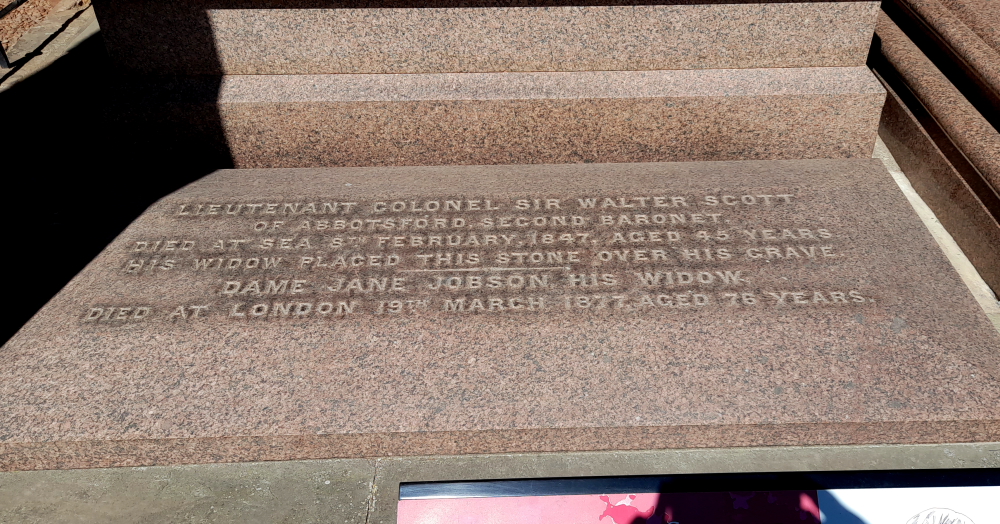 LIEUTENANT COLONEL SIR WALTER SCOTT
OF ABBOTSFORD, SECOND BARONET.
DIED AT SEA 8TH FEBRUARY, 1847, AGED 45 YEARS
HIS WIDOW PLACED THIS STONE OVER HIS GRAVE.
DAME JANE JOBSON HIS WIDOW.
DIED AT LONDON 19TH MARCH 1877, AGED 76 YEARS.